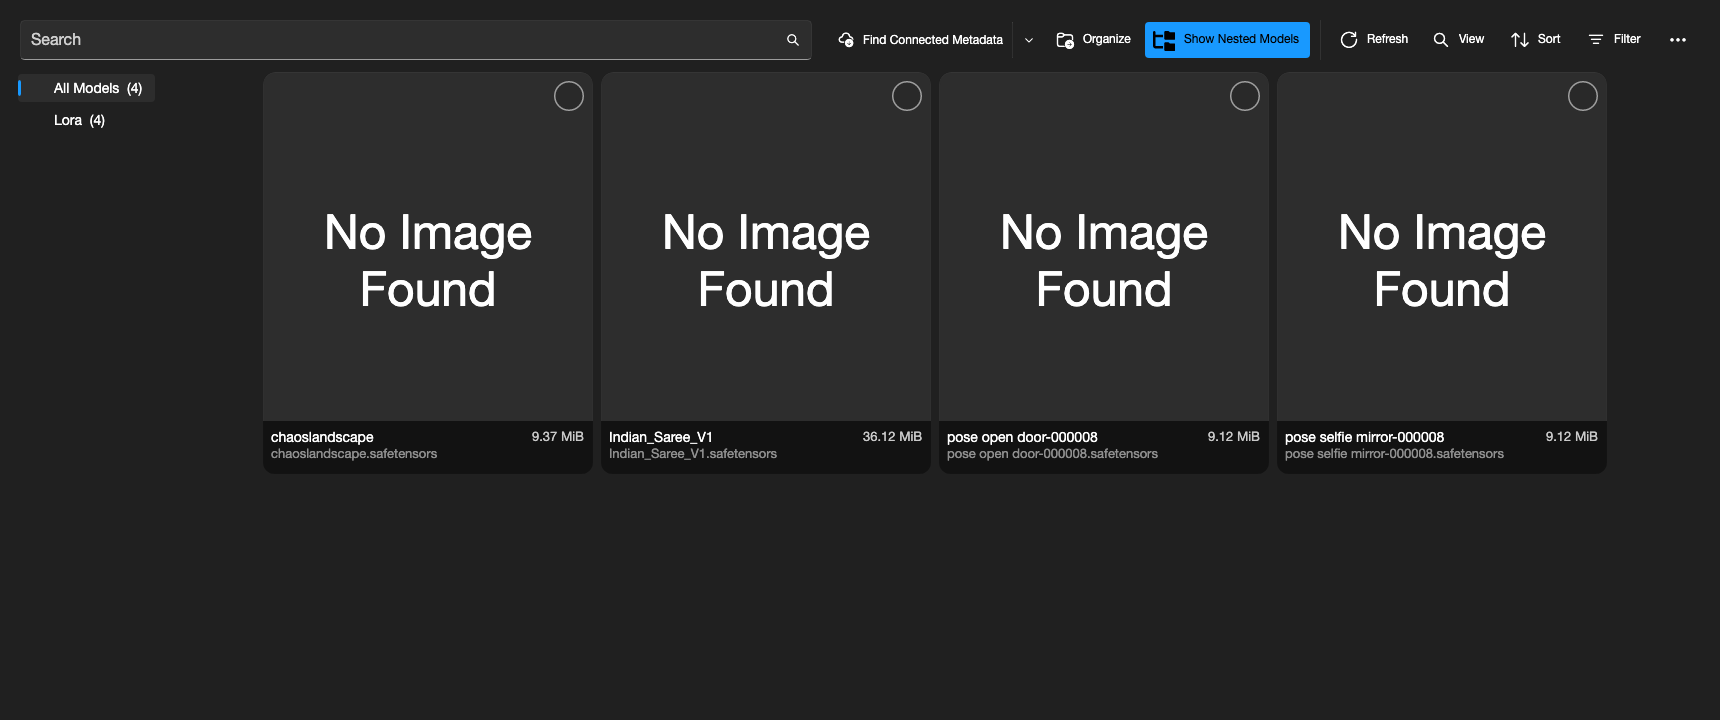 Search
Find Connected Metadata
Organize
Show Nested Models
Refresh
View
Sort
Filter
All Models (4)
Lora (4)
No Image
Found
chaoslandscape 9.37 MiB
chaoslandscape.safetensors
No Image
Found
Indian_Saree_V1 36.12 MiB
Indian_Saree_V1.safetensors
No Image
Found
pose open door-000008 9.12 MiB
pose open door-000008.safetensors
No Image
Found
pose selfie mirror-000008 9.12 MiB
pose selfie mirror-000008.safetensors